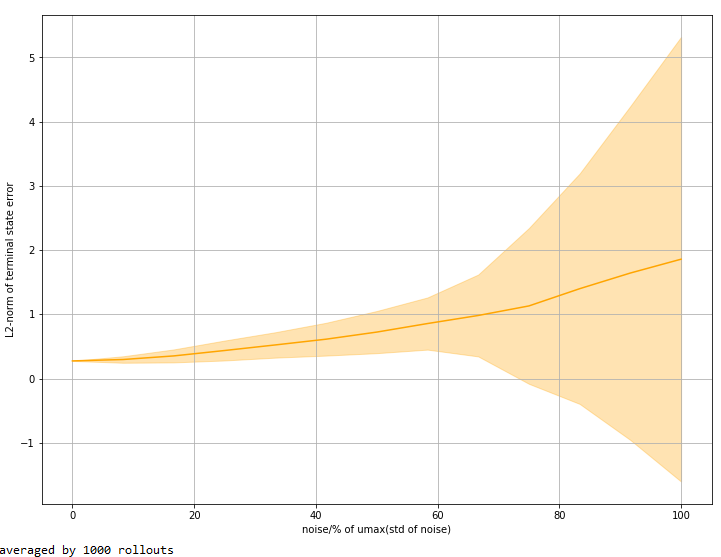 5
4
3
2
1
0
−1
L2-norm of terminal state error
0 20 40 60 80 100
noise/% of umax(std of noise)
averaged by 1000 rollouts